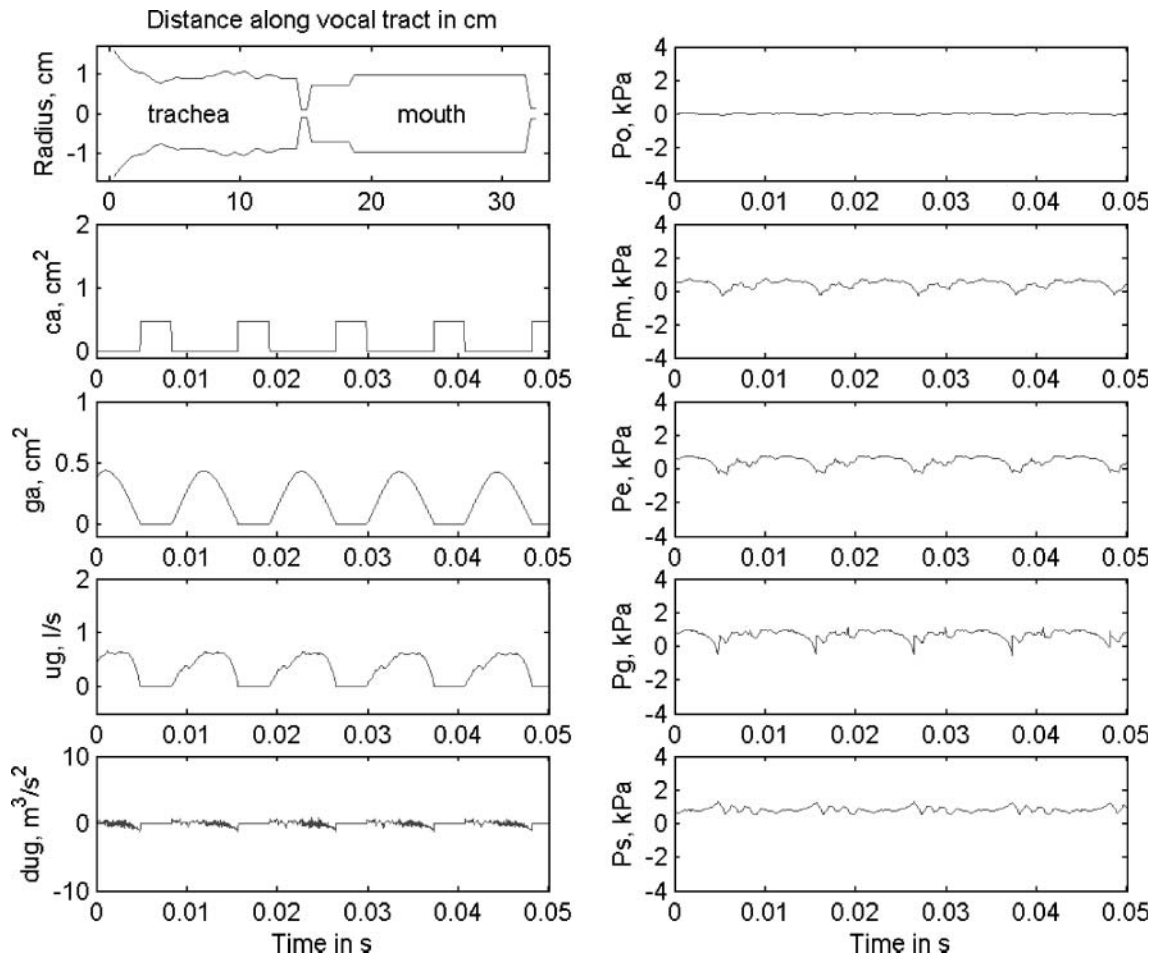 Distance along vocal tract in cm
Radius, cm
1
0
-1
trachea
mouth
0 10 20 30
ca, cm²
2
1
0
0 0.01 0.02 0.03 0.04 0.05
ga, cm²
1
0.5
0
0 0.01 0.02 0.03 0.04 0.05
ug, l/s
2
1
0
0 0.01 0.02 0.03 0.04 0.05
dug, m³/s²
10
0
-10
0 0.01 0.02 0.03 0.04 0.05
Time in s
Po, kPa
4
2
0
-2
-4
0 0.01 0.02 0.03 0.04 0.05
Pm, kPa
4
2
0
-2
-4
0 0.01 0.02 0.03 0.04 0.05
Pe, kPa
4
2
0
-2
-4
0 0.01 0.02 0.03 0.04 0.05
Pg, kPa
4
2
0
-2
-4
0 0.01 0.02 0.03 0.04 0.05
Ps, kPa
4
2
0
-2
-4
0 0.01 0.02 0.03 0.04 0.05
Time in s